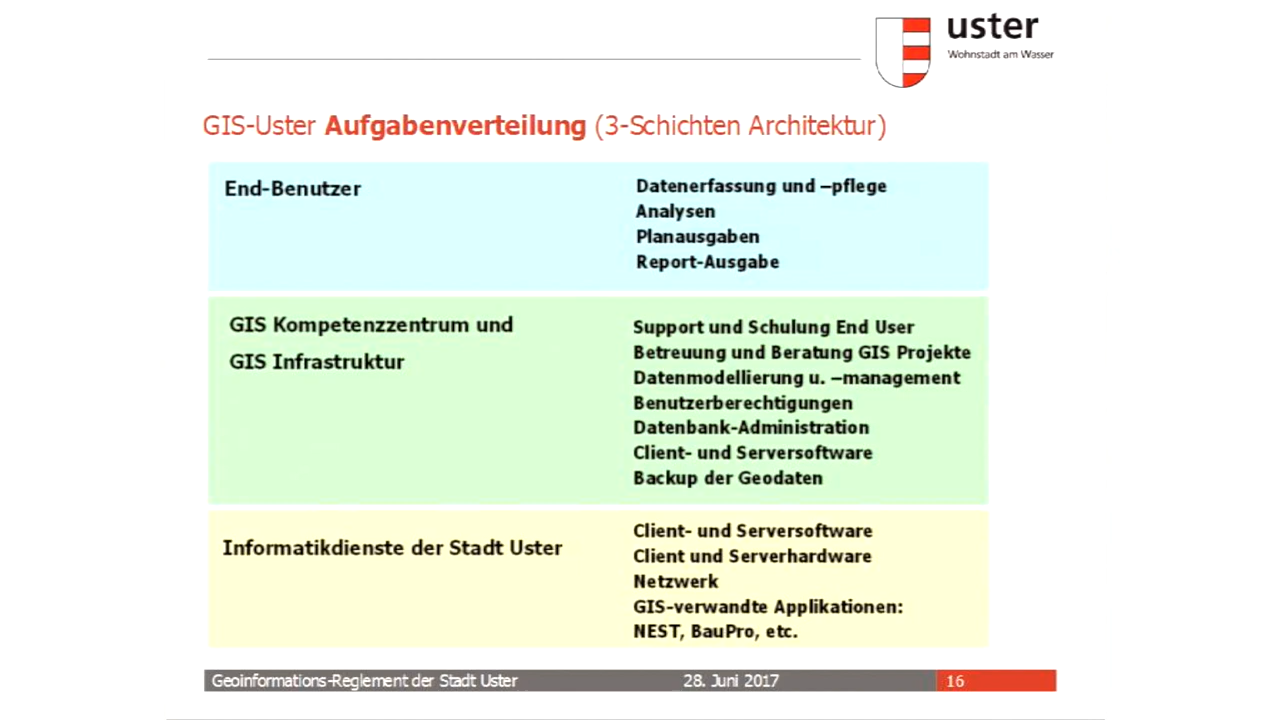 uster
Wohnstadt am Wasser
GIS-Uster Aufgabenverteilung (3-Schichten Architektur)
End-Benutzer
Datenerfassung und –pflege
Analysen
Planausgaben
Report-Ausgabe
GIS Kompetenzzentrum und
GIS Infrastruktur
Support und Schulung End User
Betreuung und Beratung GIS Projekte
Datenmodellierung u. –management
Benutzerberechtigungen
Datenbank-Administration
Client- und Serversoftware
Backup der Geodaten
Informatikdienste der Stadt Uster
Client- und Serversoftware
Client und Serverhardware
Netzwerk
GIS-verwandte Applikationen:
NEST, BauPro, etc.
Geoinformations-Reglement der Stadt Uster 28. Juni 2017 16